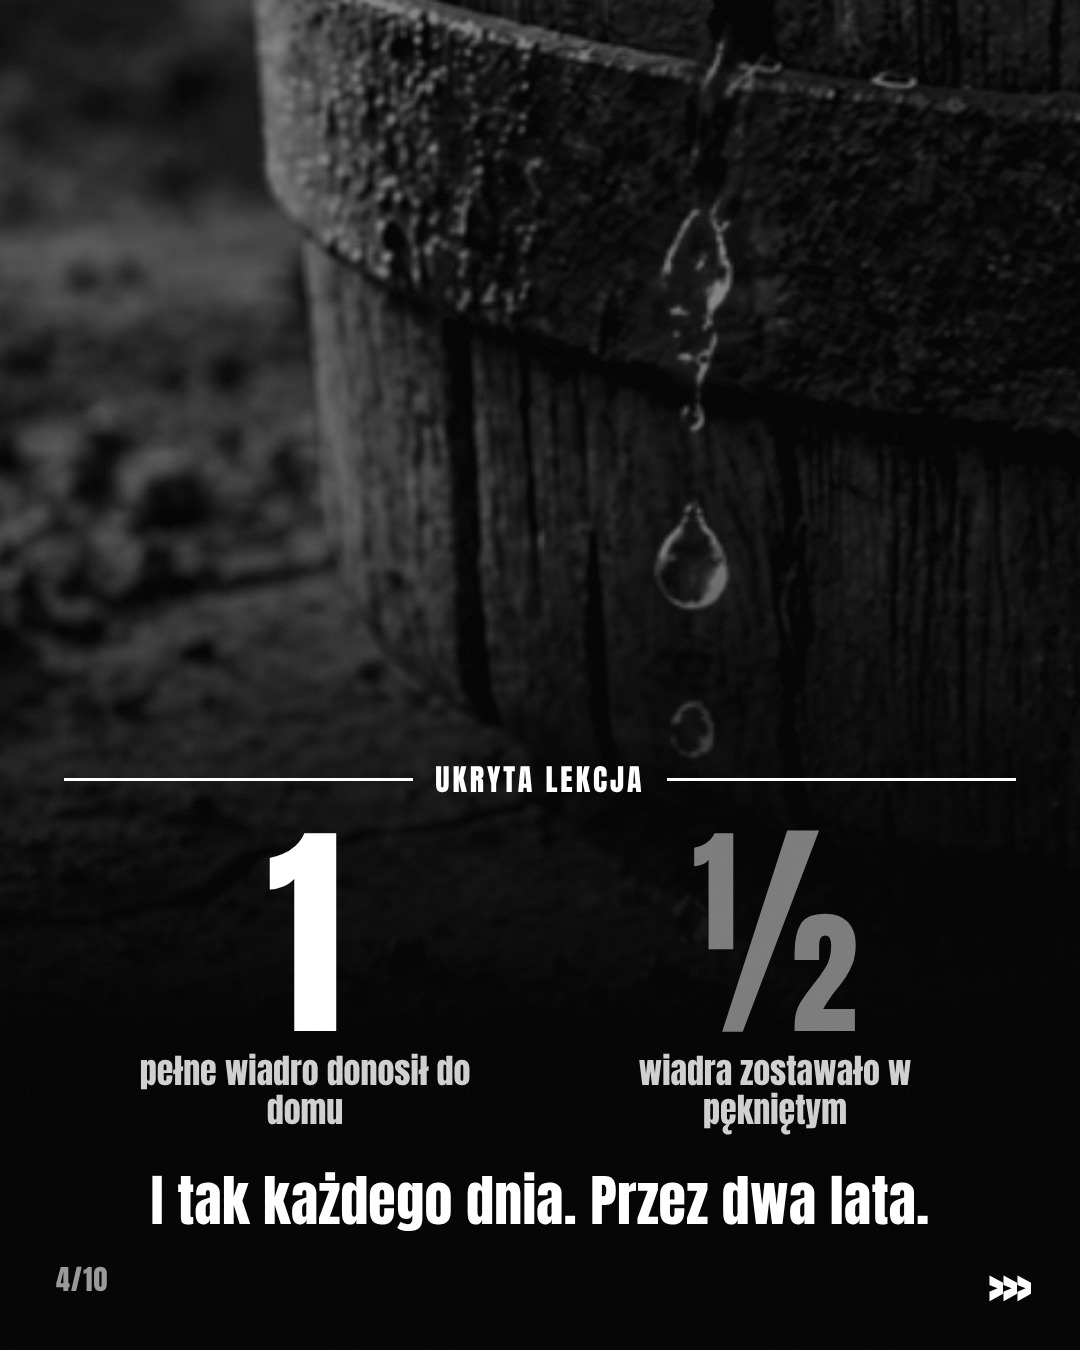 UKRYTA LEKCJA
1
½
pełne wiadro donosił do
domu
wiadra zostawało w
pękniętym
I tak każdego dnia. Przez dwa lata.
4/10
>>>